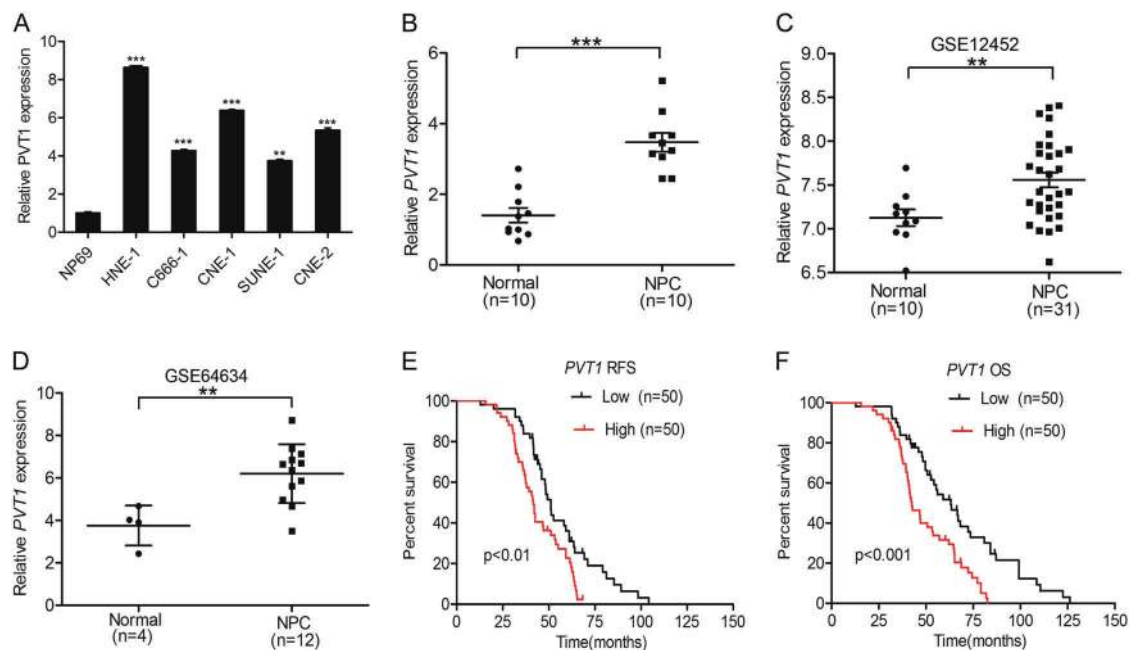 A
Relative PVT1 expression
10
8
6
4
2
0
***
***
***
**
***
NP69
HNE-1
C666-1
CNE-1
SUNE-1
CNE-2
B
Relative PVT1 expression
6
4
2
0
***
Normal
(n=10)
NPC
(n=10)
C
GSE12452
**
Relative PVT1 expression
9.0
8.5
8.0
7.5
7.0
6.5
Normal
(n=10)
NPC
(n=31)
D
GSE64634
**
Relative PVT1 expression
10
8
6
4
2
0
Normal
(n=4)
NPC
(n=12)
E
PVT1 RFS
Low (n=50)
High (n=50)
Percent survival
100
80
60
40
20
0
p<0.01
0 25 50 75 100 125 150
Time(months)
F
PVT1 OS
Low (n=50)
High (n=50)
Percent survival
100
80
60
40
20
0
p<0.001
0 25 50 75 100 125 150
Time(months)